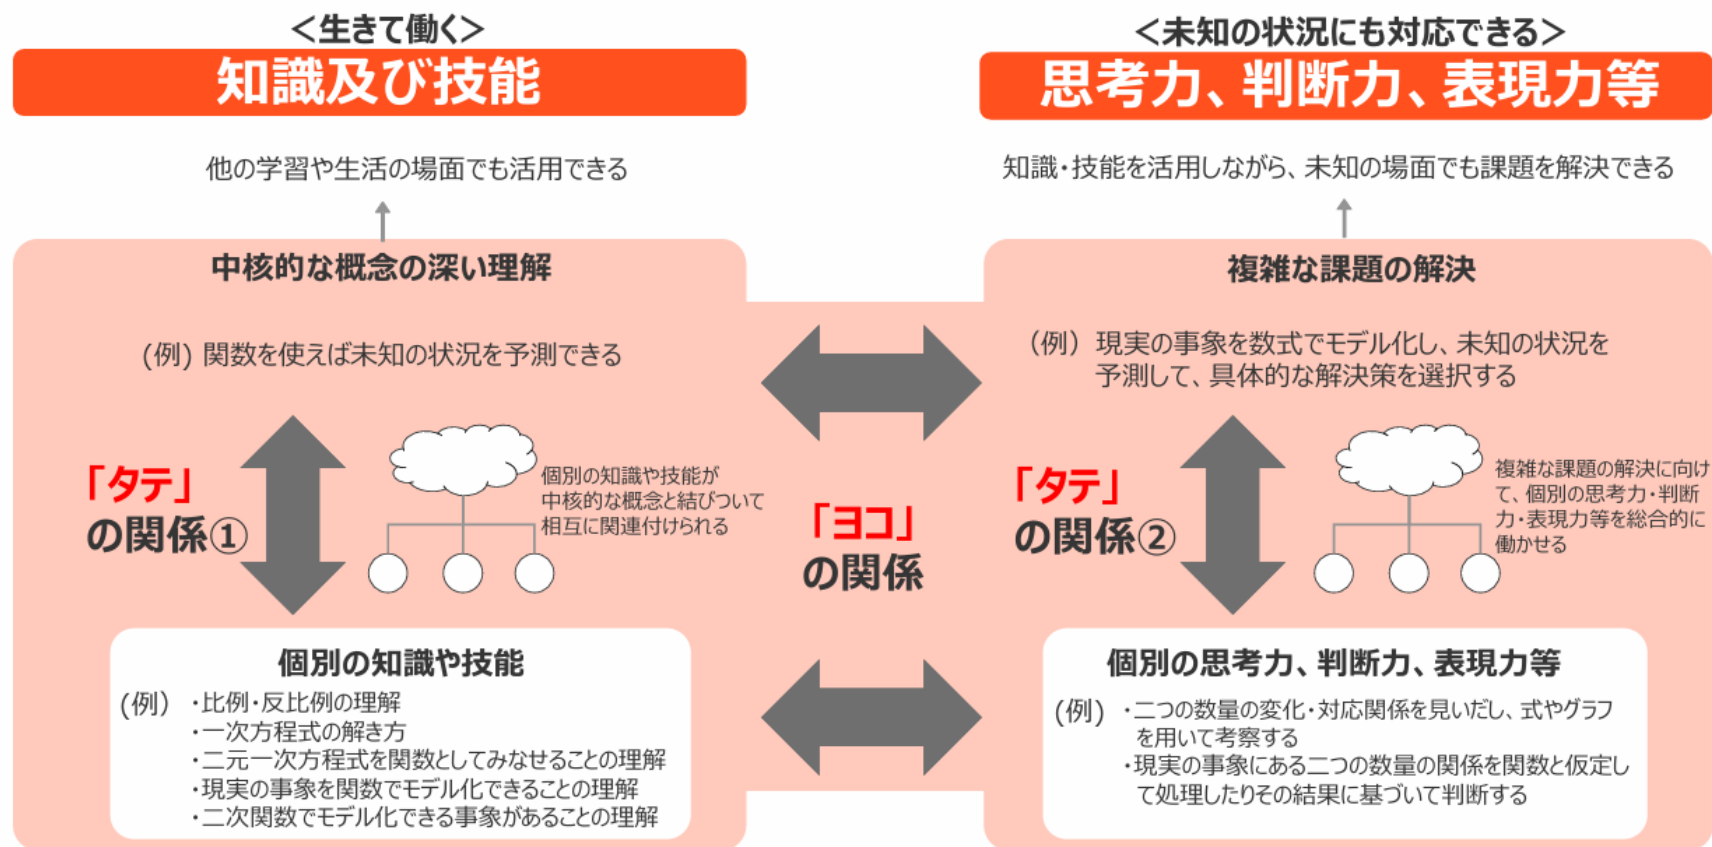 ＜生きて働く＞
知識及び技能
他の学習や生活の場面でも活用できる
中核的な概念の深い理解
(例) 関数を使えば未知の状況を予測できる
「タテ」
の関係①
個別の知識や技能が
中核的な概念と結びついて
相互に関連付けられる
個別の知識や技能
(例) ・比例・反比例の理解
・一次方程式の解き方
・二元一次方程式を関数としてみなせることの理解
・現実の事象を関数でモデル化できることの理解
・二次関数でモデル化できる事象があることの理解
「ヨコ」
の関係
＜未知の状況にも対応できる＞
思考力、判断力、表現力等
知識・技能を活用しながら、未知の場面でも課題を解決できる
複雑な課題の解決
（例） 現実の事象を数式でモデル化し、未知の状況を
予測して、具体的な解決策を選択する
「タテ」
の関係②
複雑な課題の解決に向け
て、個別の思考力・判断
力・表現力等を総合的に
働かせる
個別の思考力、判断力、表現力等
(例) ・二つの数量の変化・対応関係を見いだし、式やグラフ
を用いて考察する
・現実の事象にある二つの数量の関係を関数と仮定し
て処理したりその結果に基づいて判断する